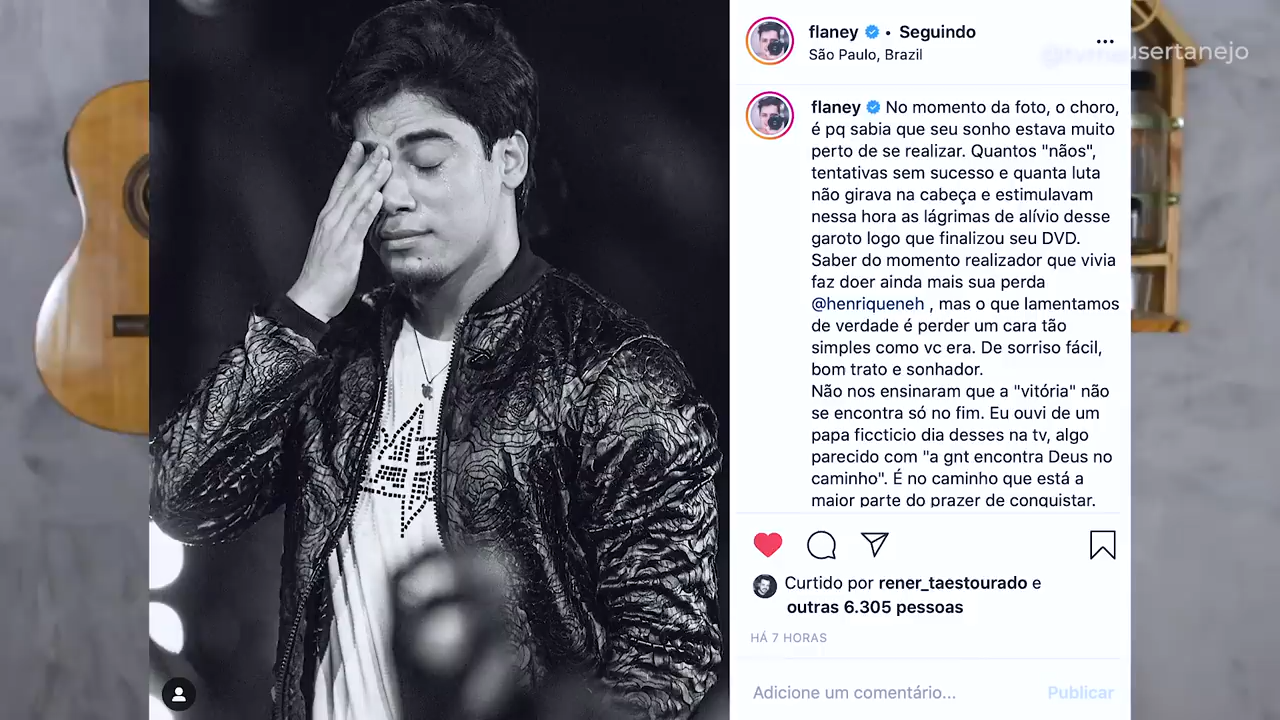 flaney • Seguindo
São Paulo, Brazil
usertanejo
flaney No momento da foto, o choro,
é pq sabia que seu sonho estava muito
perto de se realizar. Quantos "nãos",
tentativas sem sucesso e quanta luta
não girava na cabeça e estimulavam
nessa hora as lágrimas de alívio desse
garoto logo que finalizou seu DVD.
Saber do momento realizador que vivia
faz doer ainda mais sua perda
@henriqueneh , mas o que lamentamos
de verdade é perder um cara tão
simples como vc era. De sorriso fácil,
bom trato e sonhador.
Não nos ensinaram que a "vitória" não
se encontra só no fim. Eu ouvi de um
papa ficcticio dia desses na tv, algo
parecido com "a gnt encontra Deus no
caminho". É no caminho que está a
maior parte do prazer de conquistar.
Curtido por rener_taestourado e
outras 6.305 pessoas
HÁ 7 HORAS
Adicione um comentário... Publicar